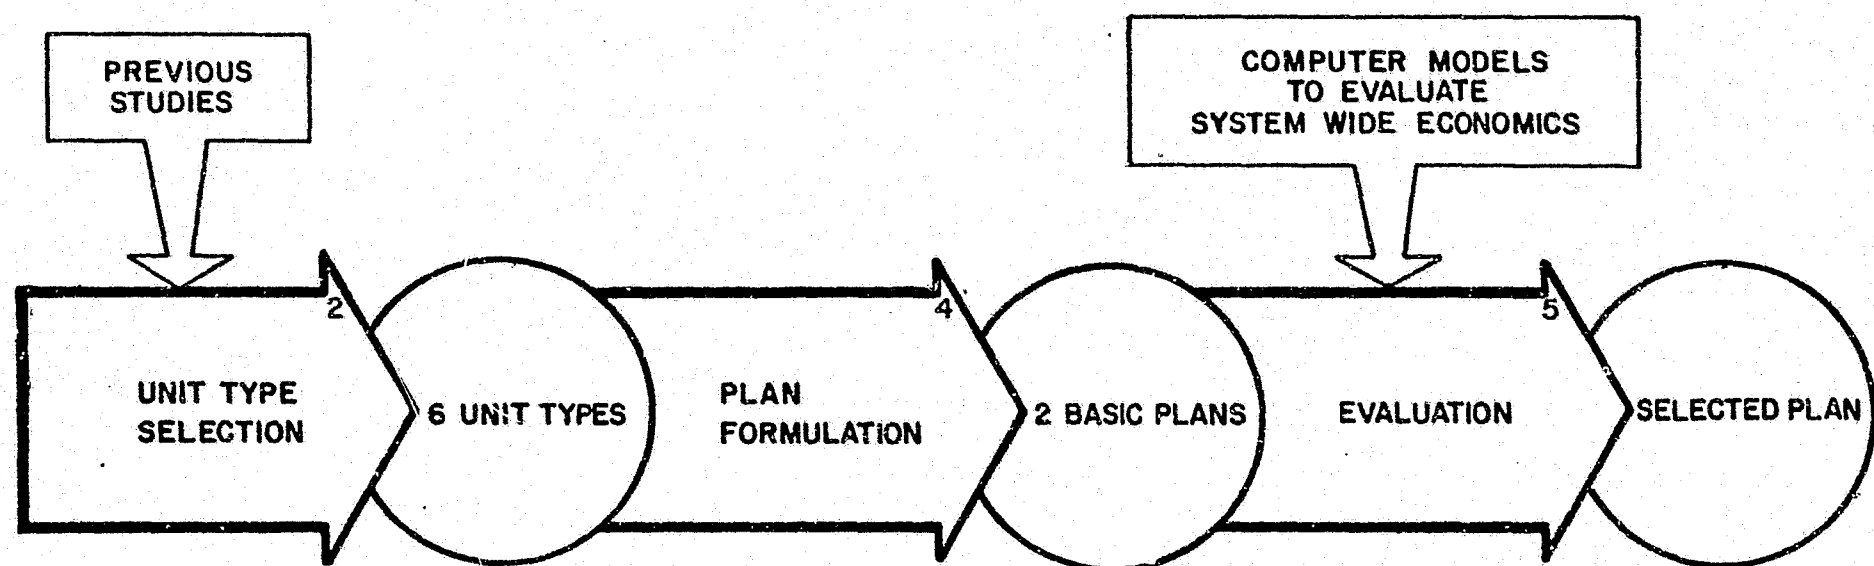 PREVIOUS
STUDIES
COMPUTER MODELS
TO EVALUATE
SYSTEM WIDE ECONOMICS
2
4
5
UNIT TYPE
SELECTION
6 UNIT TYPES
PLAN
FORMULATION
2 BASIC PLANS
EVALUATION
SELECTED PLAN